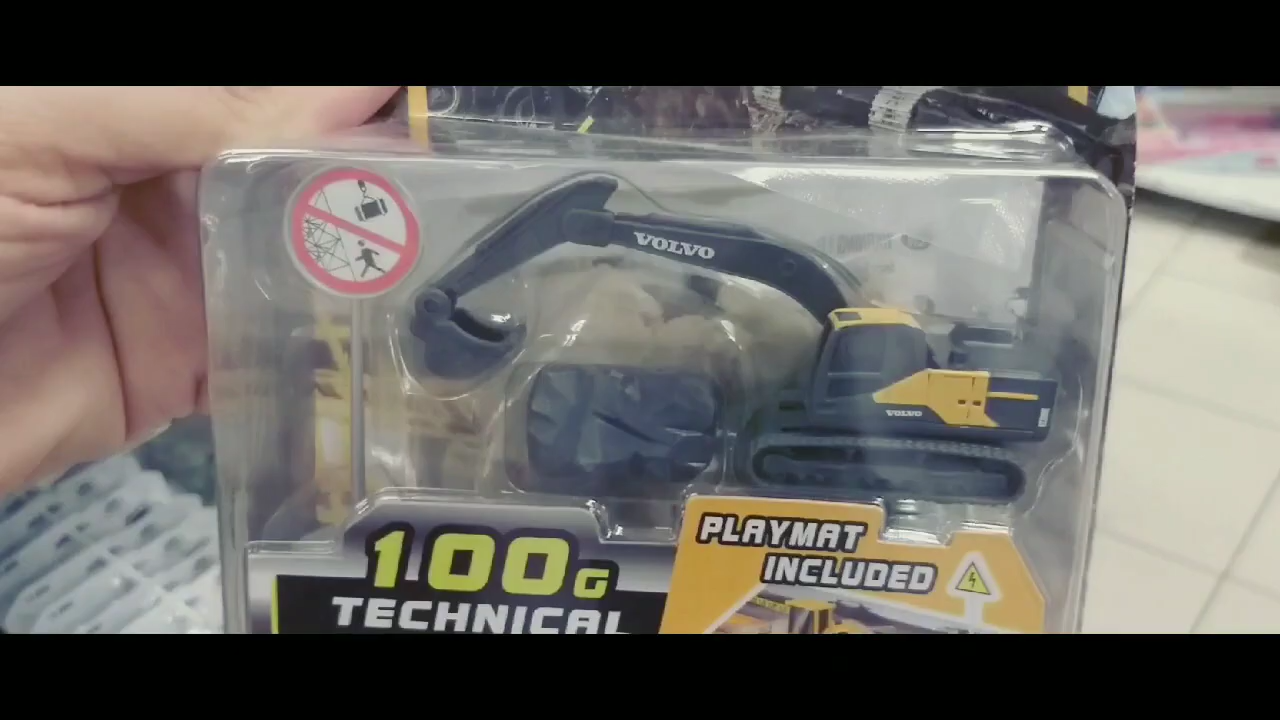 VOLVO
VOLVO
100G
TECHNICAL
PLAYMAT
INCLUDED